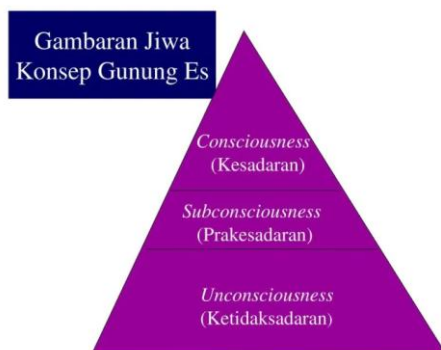 Gambaran Jiwa
Konsep Gunung Es
Consciousness
(Kesadaran)
Subconsciousness
(Prakesadaran)
Unconsciousness
(Ketidaksadaran)